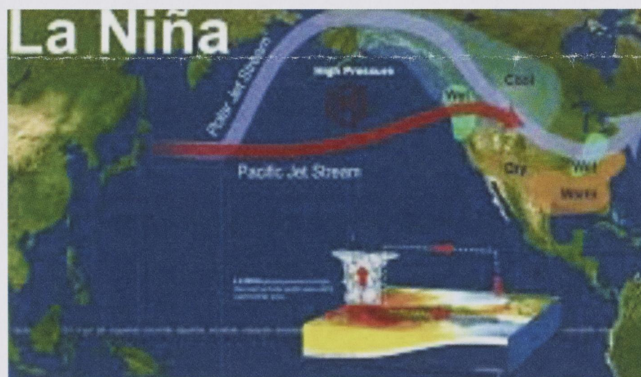 La Niña
Polar Jet Stream
High Pressure
Cool
Wet
Pacific Jet Stream
Dry
Wet
Warm